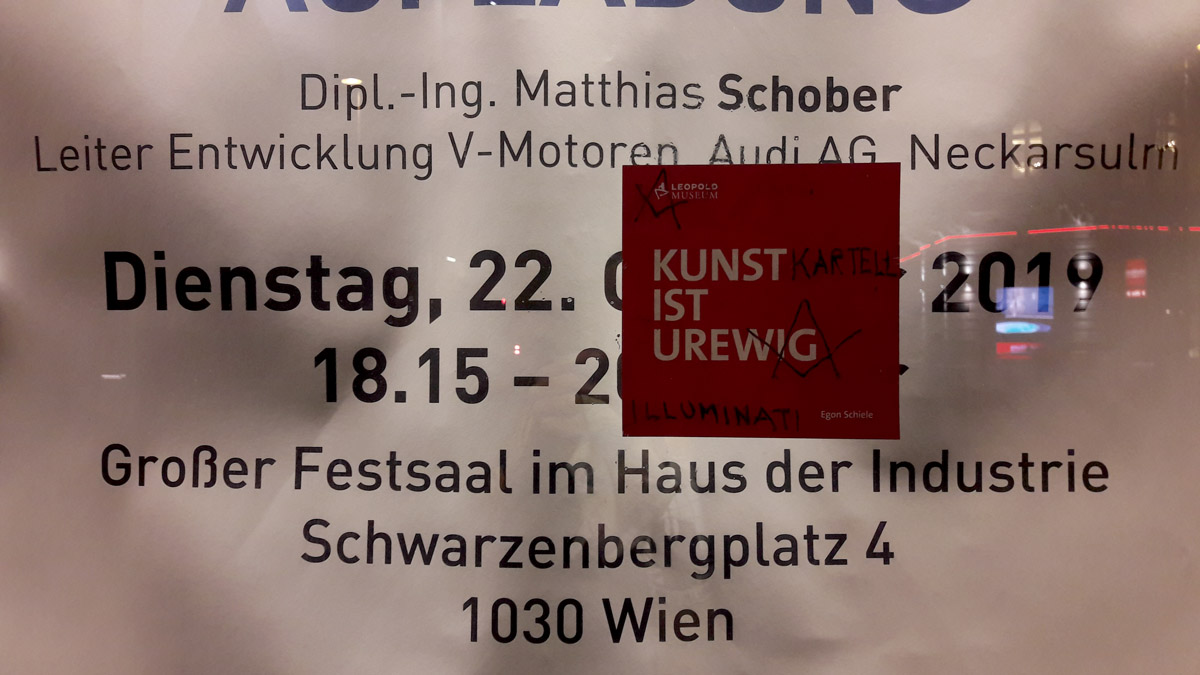 AUFLADUNG
Dipl.-Ing. Matthias Schober
Leiter Entwicklung V-Motoren Audi AG, Neckarsulm
Dienstag, 22. 2019
18.15 –
Großer Festsaal im Haus der Industrie
Schwarzenbergplatz 4
1030 Wien
LEOPOLD
MUSEUM
KUNST KARTELL
IST
UREWIG
ILLUMINATI
Egon Schiele